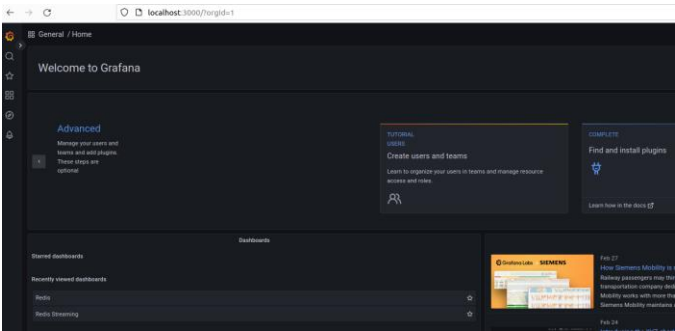 localhost:3000/?orgId=1
General / Home
Welcome to Grafana
Advanced
Manage your users and
teams and add plugins.
These steps are
optional
TUTORIAL
USERS
Create users and teams
Learn to organize your users in teams and manage resource
access and roles.
COMPLETE
Find and install plugins
Learn how in the docs
Dashboards
Starred dashboards
Recently viewed dashboards
Redis
Redis Streaming
Grafana Labs SIEMENS
Feb 27
How Siemens Mobility is
Railway passengers may thin
transportation company dedi
Mobility works with more tha
Siemens Mobility maintains
Feb 24